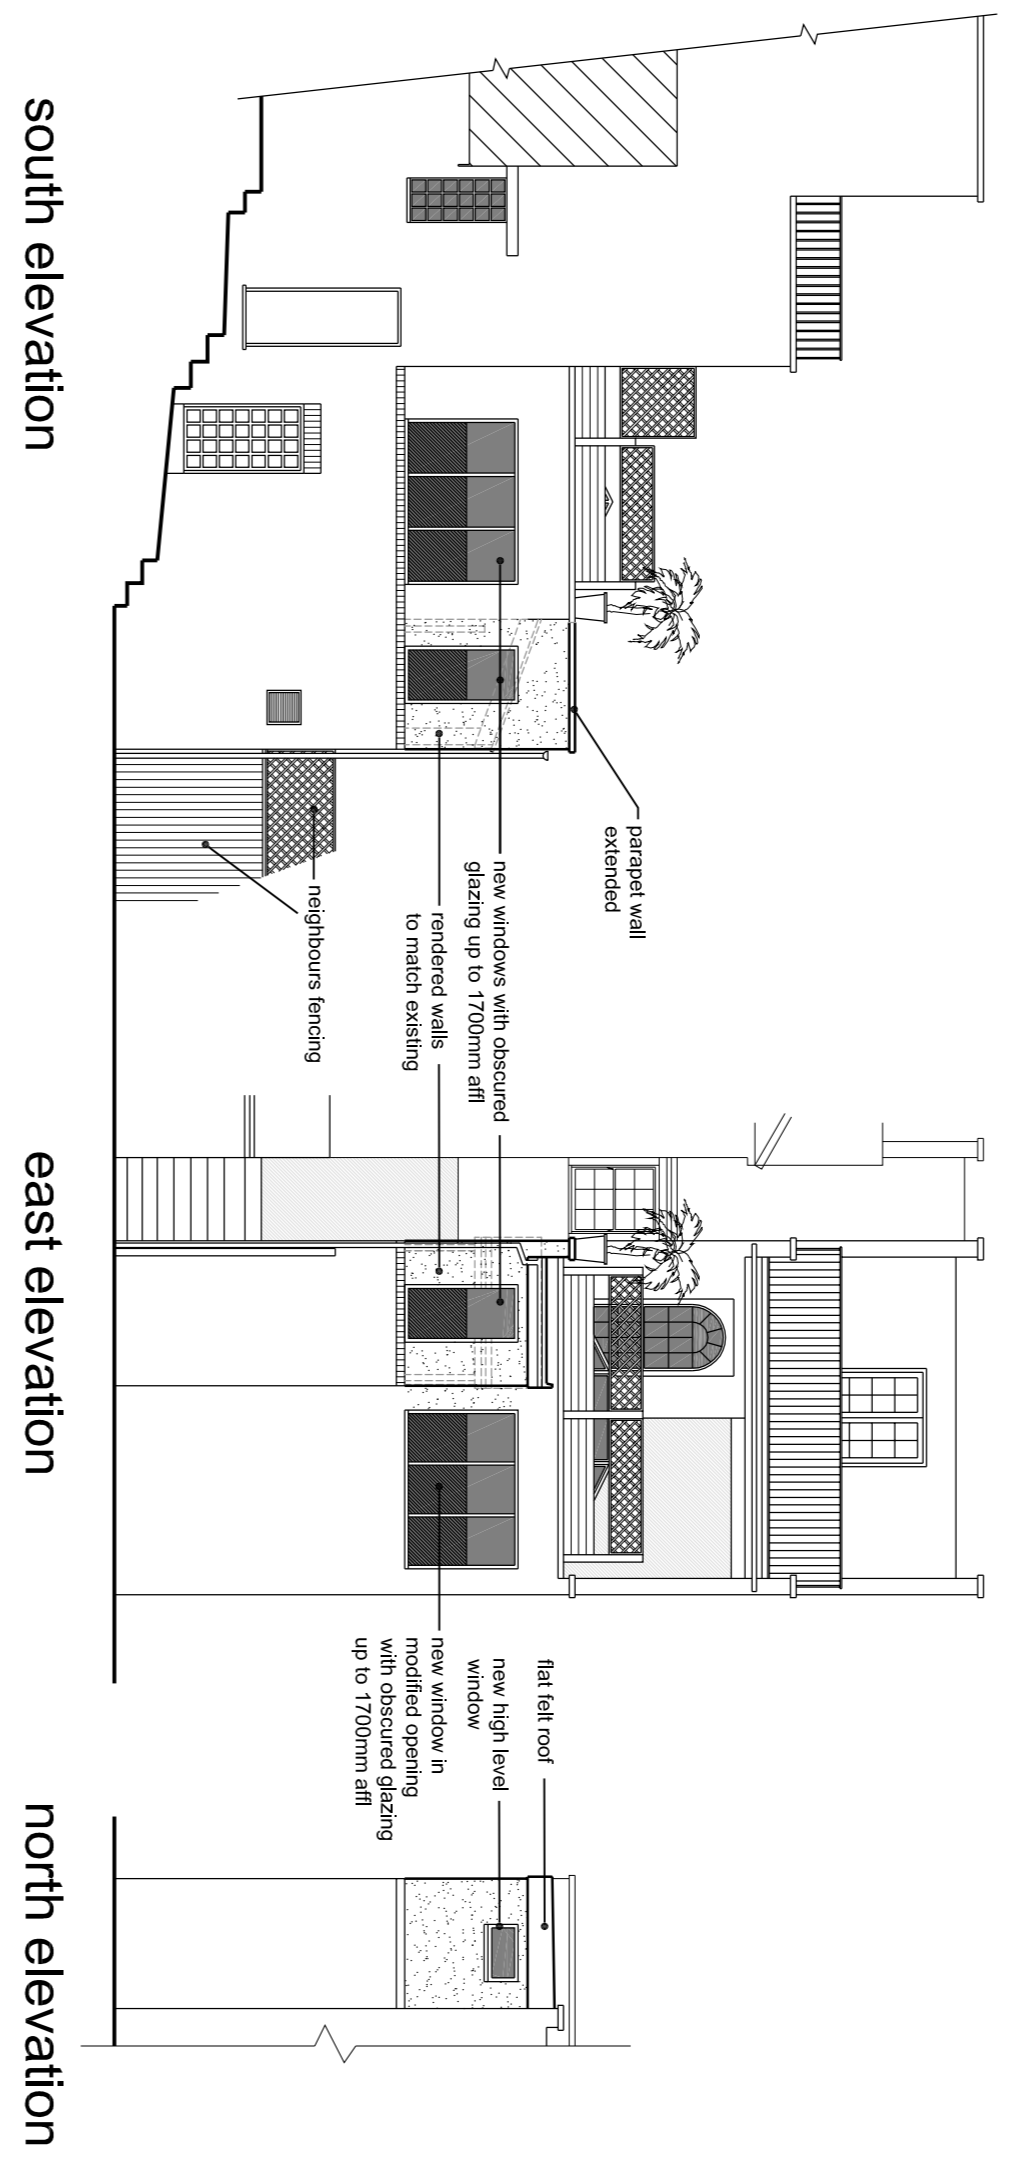 parapet wall
extended
new windows with obscured
glazing up to 1700mm affl
rendered walls
to match existing
neighbours fencing
flat felt roof
new high level
window
new window in
modified opening
with obscured glazing
up to 1700mm affl
south elevation
east elevation
north elevation